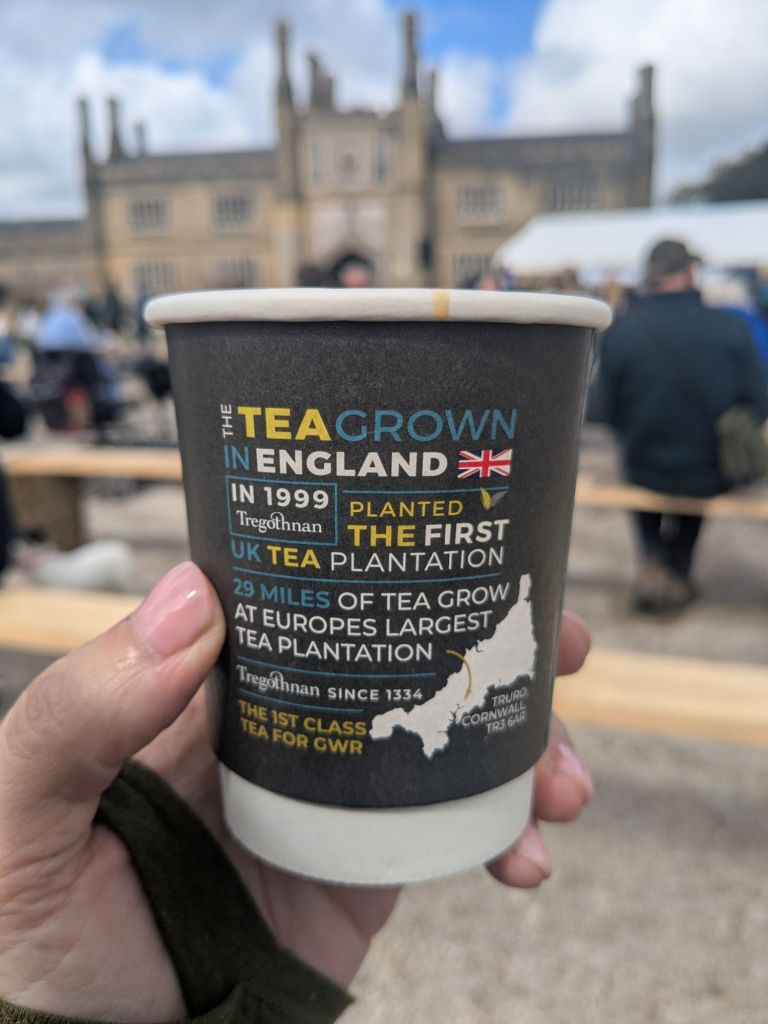 THE TEA GROWN
IN ENGLAND
IN 1999
Tregothnan
PLANTED
THE FIRST
UK TEA PLANTATION
29 MILES OF TEA GROW
AT EUROPES LARGEST
TEA PLANTATION
Tregothnan SINCE 1334
THE 1ST CLASS
TEA FOR GWR
TRURO,
CORNWALL,
TR3 6AR